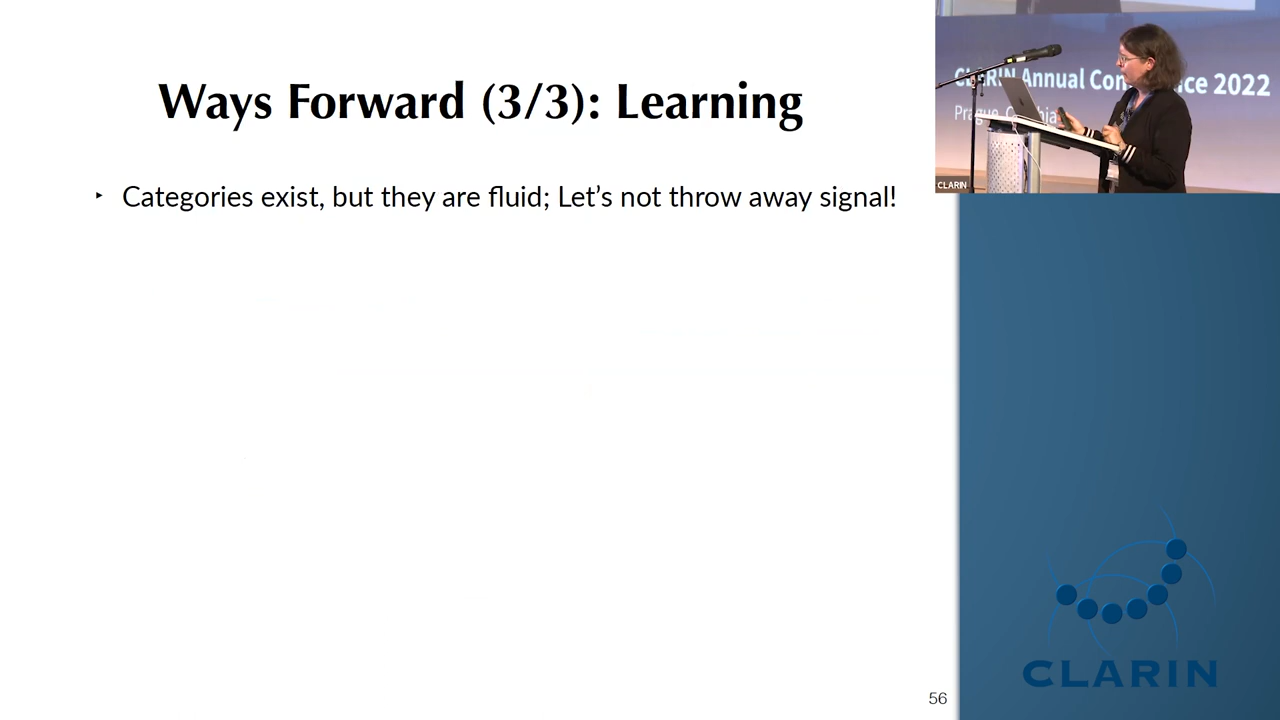 Ways Forward (3/3): Learning
‣ Categories exist, but they are fluid; Let's not throw away signal!
56
CLARIN Annual Conference 2022
Prague,
CLARIN
CLARIN